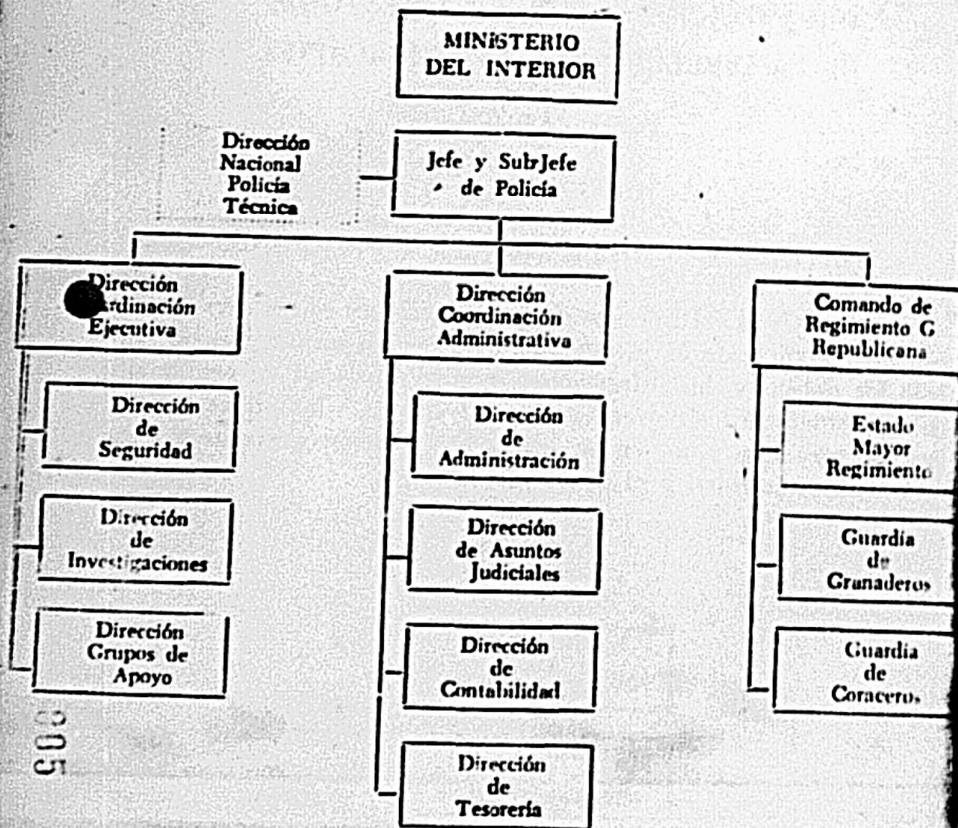 MINISTERIO
DEL INTERIOR
Dirección
Nacional
Policía
Técnica
Jefe y SubJefe
de Policía
Dirección
Ejecutiva
Dirección
Coordinación
Administrativa
Comando de
Regimiento G
Republicana
Dirección
de
Seguridad
Dirección
de
Administración
Estado
Mayor
Regimiento
Dirección
de
Investigaciones
Dirección
de Asuntos
Judiciales
Guardia
de
Granaderos
Dirección
Grupos de
Apoyo
Dirección
de
Contabilidad
Guardia
de
Coraceros
Dirección
de
Tesorería